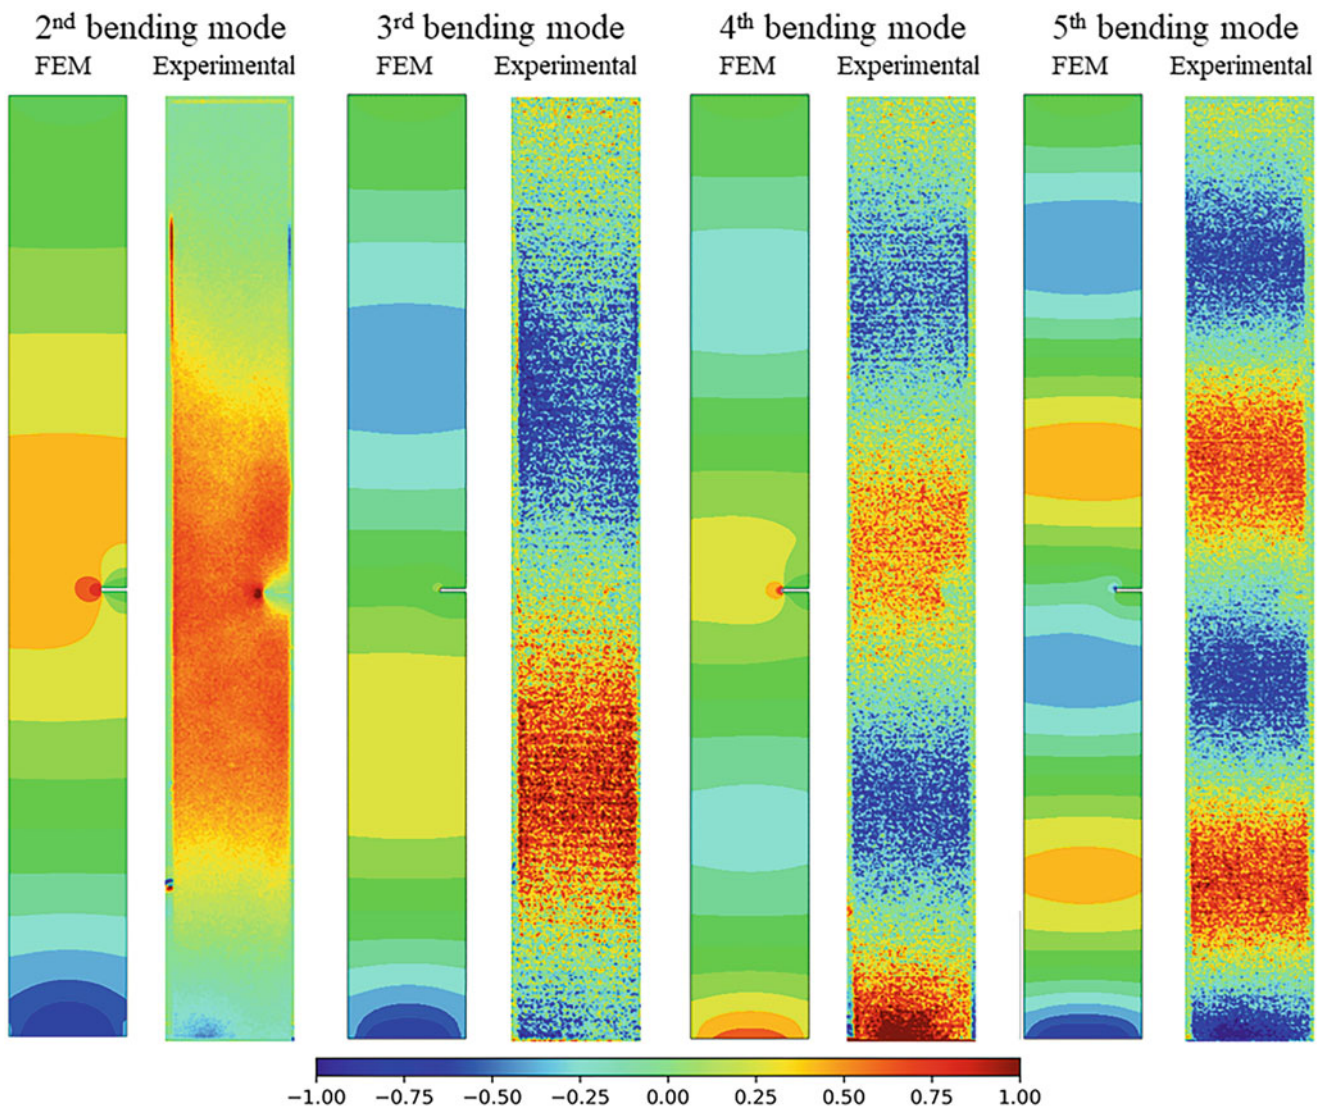 2nd bending mode 3rd bending mode 4th bending mode 5th bending mode
FEM Experimental FEM Experimental FEM Experimental FEM Experimental
−1.00 −0.75 −0.50 −0.25 0.00 0.25 0.50 0.75 1.00